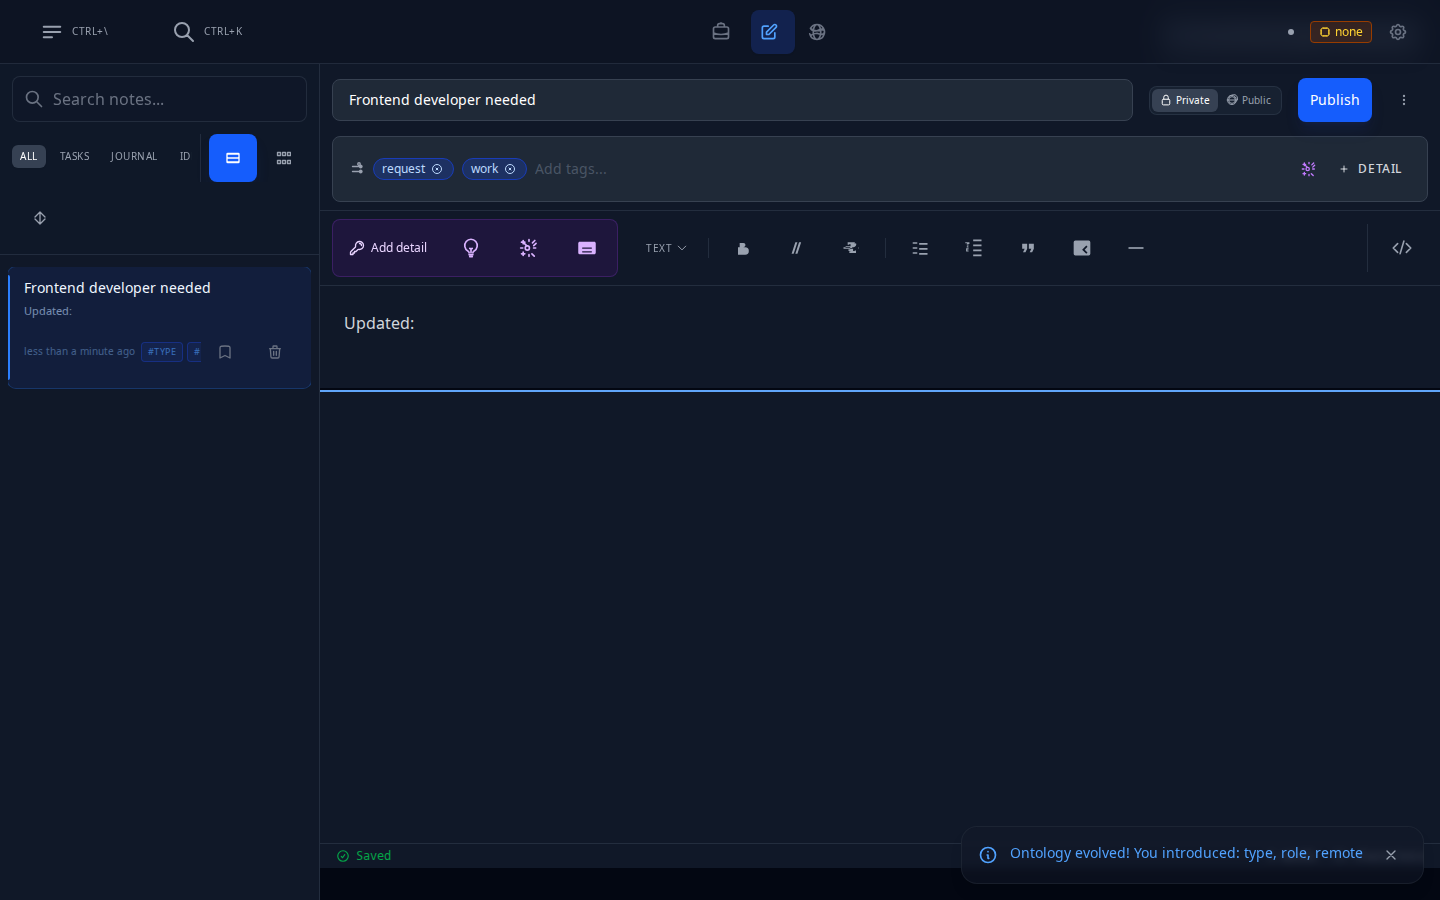 CTRL+\
CTRL+K
none
Search notes...
ALL
TASKS
JOURNAL
ID
Frontend developer needed
Updated:
less than a minute ago
#TYPE
#
Frontend developer needed
Private
Public
Publish
request
work
Add tags...
+ DETAIL
Add detail
TEXT
Updated:
Saved
Ontology evolved! You introduced: type, role, remote